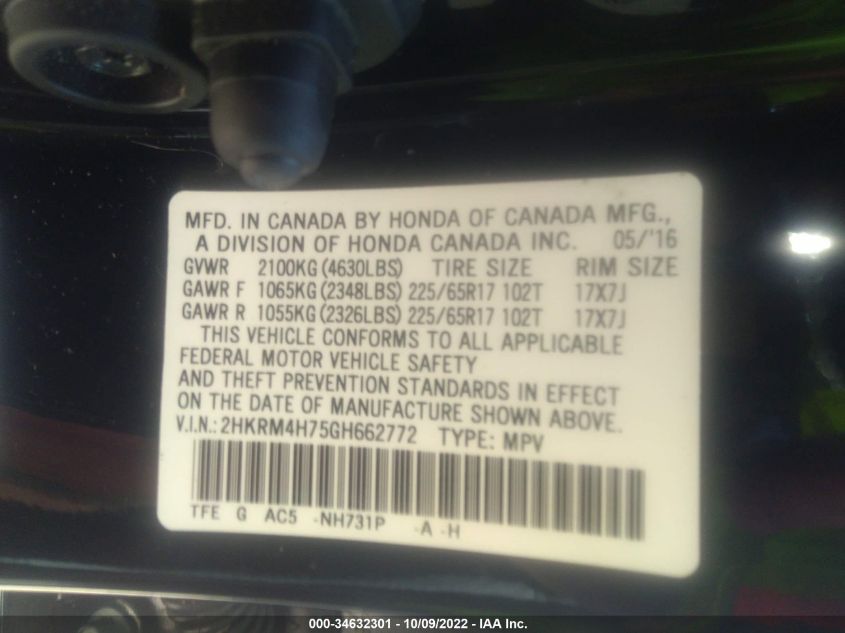 MFD. IN CANADA BY HONDA OF CANADA MFG.,
A DIVISION OF HONDA CANADA INC. 05/'16
GVWR 2100KG (4630LBS) TIRE SIZE RIM SIZE
GAWR F 1065KG (2348LBS) 225/65R17 102T 17X7J
GAWR R 1055KG (2326LBS) 225/65R17 102T 17X7J
THIS VEHICLE CONFORMS TO ALL APPLICABLE
FEDERAL MOTOR VEHICLE SAFETY
AND THEFT PREVENTION STANDARDS IN EFFECT
ON THE DATE OF MANUFACTURE SHOWN ABOVE.
V.I.N.: 2HKRM4H75GH662772 TYPE: MPV
TFE G AC5 -NH731P -A -H
000-34632301 - 10/09/2022 - IAA Inc.